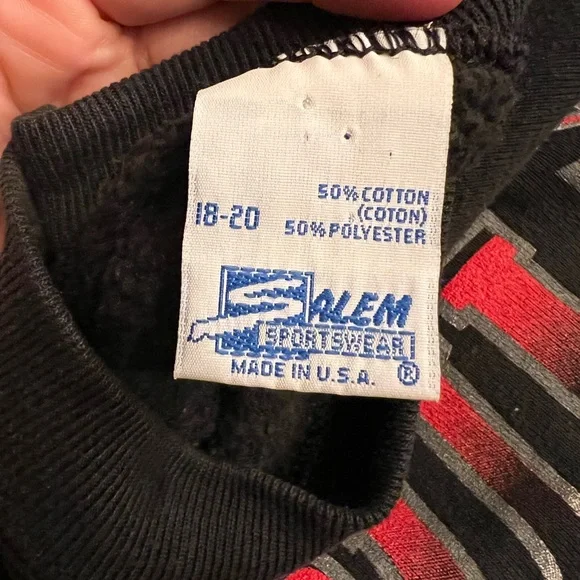 18-20
50% COTTON
(COTON)
50% POLYESTER
SALEM
SPORTSWEAR
MADE IN U.S.A. ®